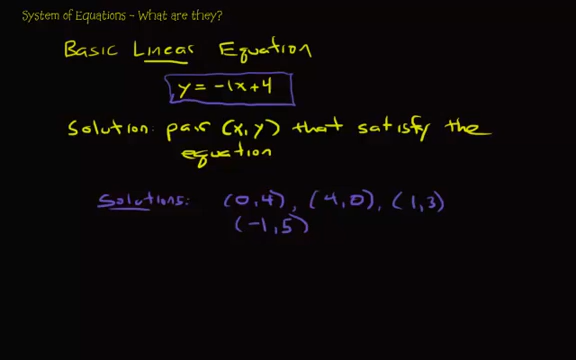 System of Equations - What are they?
Basic Linear Equation
y = -1x+4
Solution: pair (x,y) that satisfy the
equation
Solutions: (0,4), (4,0), (1,3)
(-1,5)